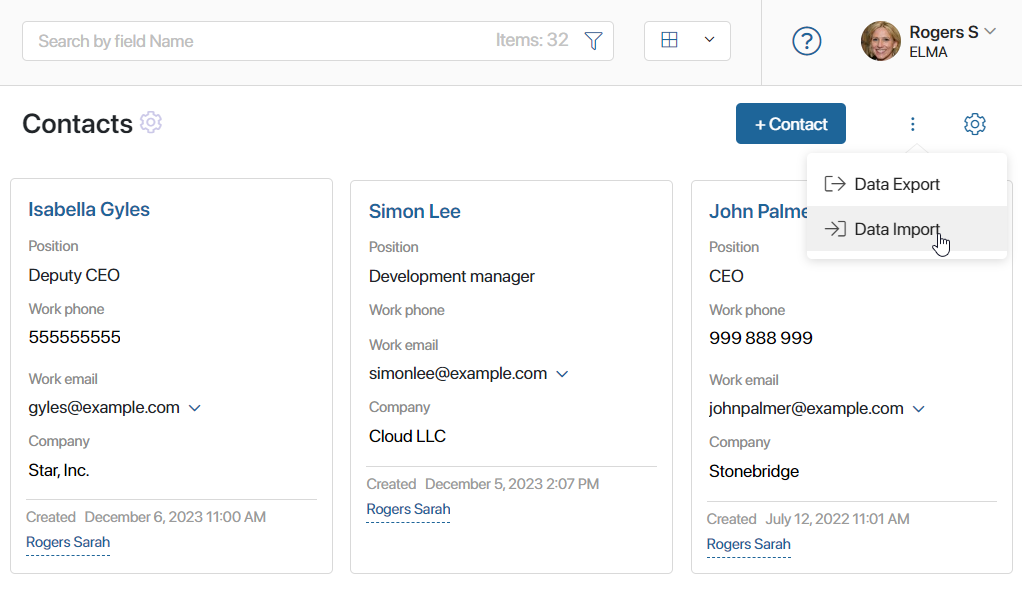 Search by field Name
Items: 32
?
Rogers S
ELMA
Contacts
+ Contact
Data Export
Data Import
Isabella Gyles
Position
Deputy CEO
Work phone
555555555
Work email
gyles@example.com
Company
Star, Inc.
Created December 6, 2023 11:00 AM
Rogers Sarah
Simon Lee
Position
Development manager
Work phone
Work email
simonlee@example.com
Company
Cloud LLC
Created December 5, 2023 2:07 PM
Rogers Sarah
John Palme
Position
CEO
Work phone
999 888 999
Work email
johnpalmer@example.com
Company
Stonebridge
Created July 12, 2022 11:01 AM
Rogers Sarah